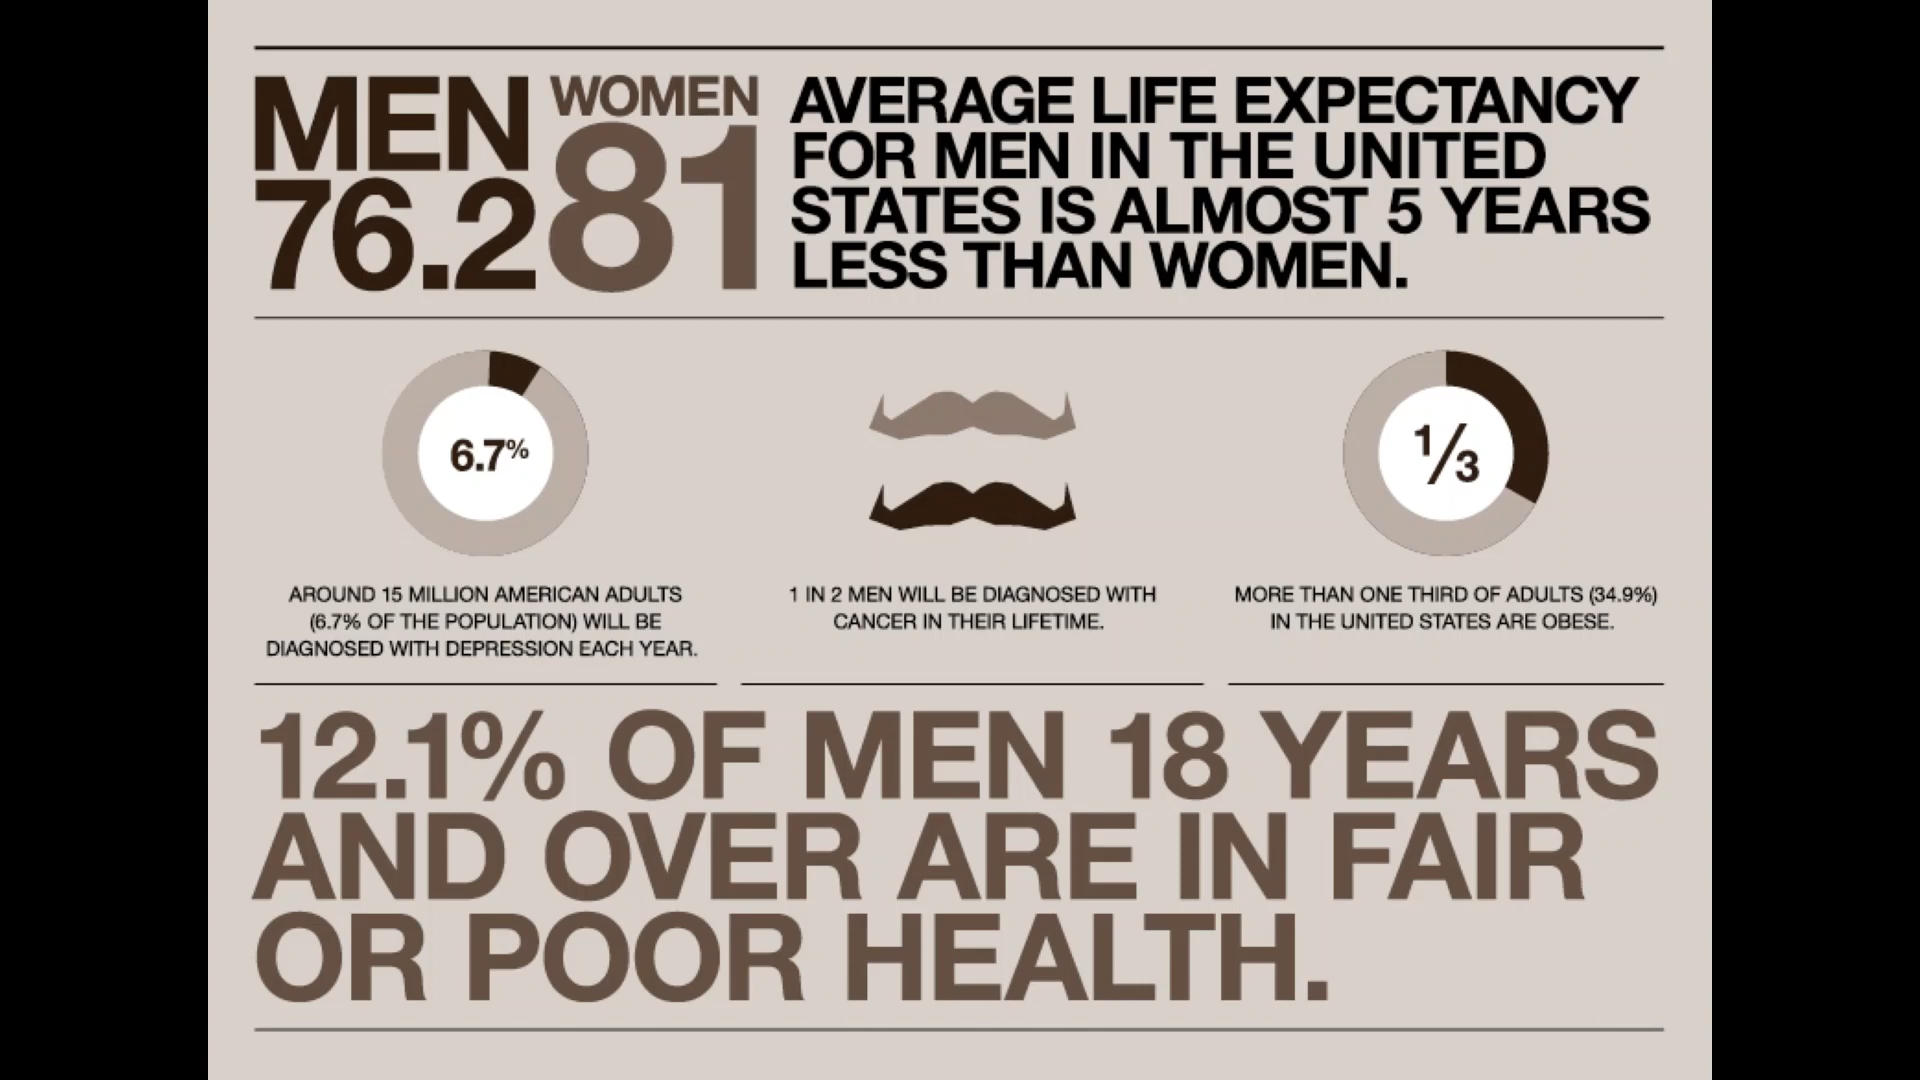 MEN
76.2
WOMEN
81
AVERAGE LIFE EXPECTANCY
FOR MEN IN THE UNITED
STATES IS ALMOST 5 YEARS
LESS THAN WOMEN.
6.7%
AROUND 15 MILLION AMERICAN ADULTS
(6.7% OF THE POPULATION) WILL BE
DIAGNOSED WITH DEPRESSION EACH YEAR.
1 IN 2 MEN WILL BE DIAGNOSED WITH
CANCER IN THEIR LIFETIME.
1/3
MORE THAN ONE THIRD OF ADULTS (34.9%)
IN THE UNITED STATES ARE OBESE.
12.1% OF MEN 18 YEARS
AND OVER ARE IN FAIR
OR POOR HEALTH.